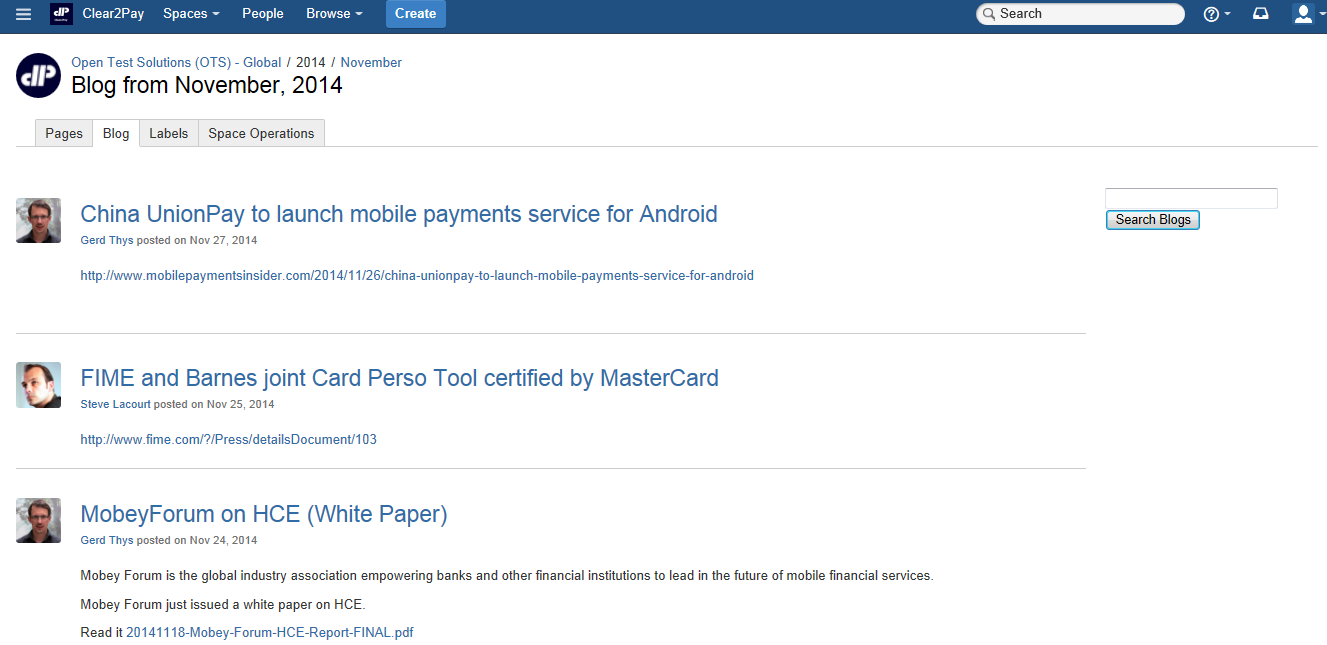 Clear2Pay Spaces People Browse Create Search
Open Test Solutions (OTS) - Global / 2014 / November
Blog from November, 2014
Pages Blog Labels Space Operations
China UnionPay to launch mobile payments service for Android
Gerd Thys posted on Nov 27, 2014
http://www.mobilepaymentsinsider.com/2014/11/26/china-unionpay-to-launch-mobile-payments-service-for-android
Search Blogs
FIME and Barnes joint Card Perso Tool certified by MasterCard
Steve Lacourt posted on Nov 25, 2014
http://www.fime.com/?/Press/detailsDocument/103
MobeyForum on HCE (White Paper)
Gerd Thys posted on Nov 24, 2014
Mobey Forum is the global industry association empowering banks and other financial institutions to lead in the future of mobile financial services.
Mobey Forum just issued a white paper on HCE.
Read it 20141118-Mobey-Forum-HCE-Report-FINAL.pdf